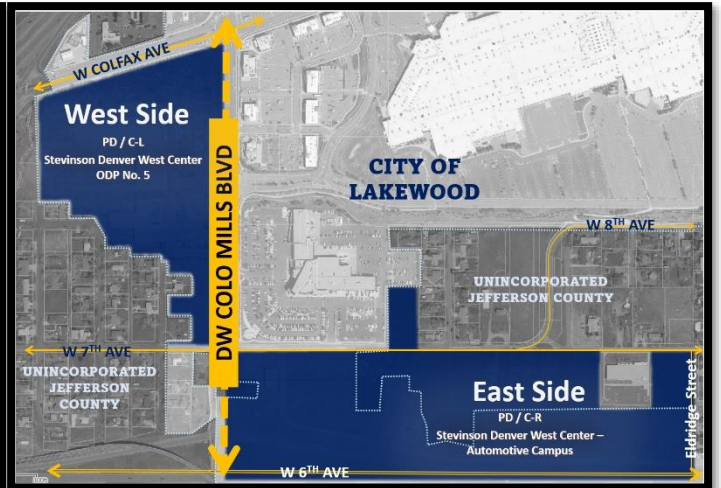 W COLFAX AVE
West Side
PD / C-L
Stevinson Denver West Center
ODP No. 5
DW COLO MILLS BLVD
CITY OF
LAKEWOOD
W 8TH AVE
UNINCORPORATED
JEFFERSON COUNTY
W 7TH AVE
UNINCORPORATED
JEFFERSON
COUNTY
East Side
PD / C-R
Stevinson Denver West Center –
Automotive Campus
Eldridge Street
W 6TH AVE